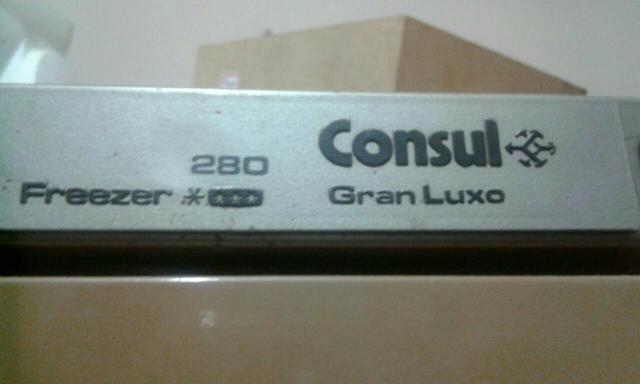 280
Freezer
Consul
Gran Luxo